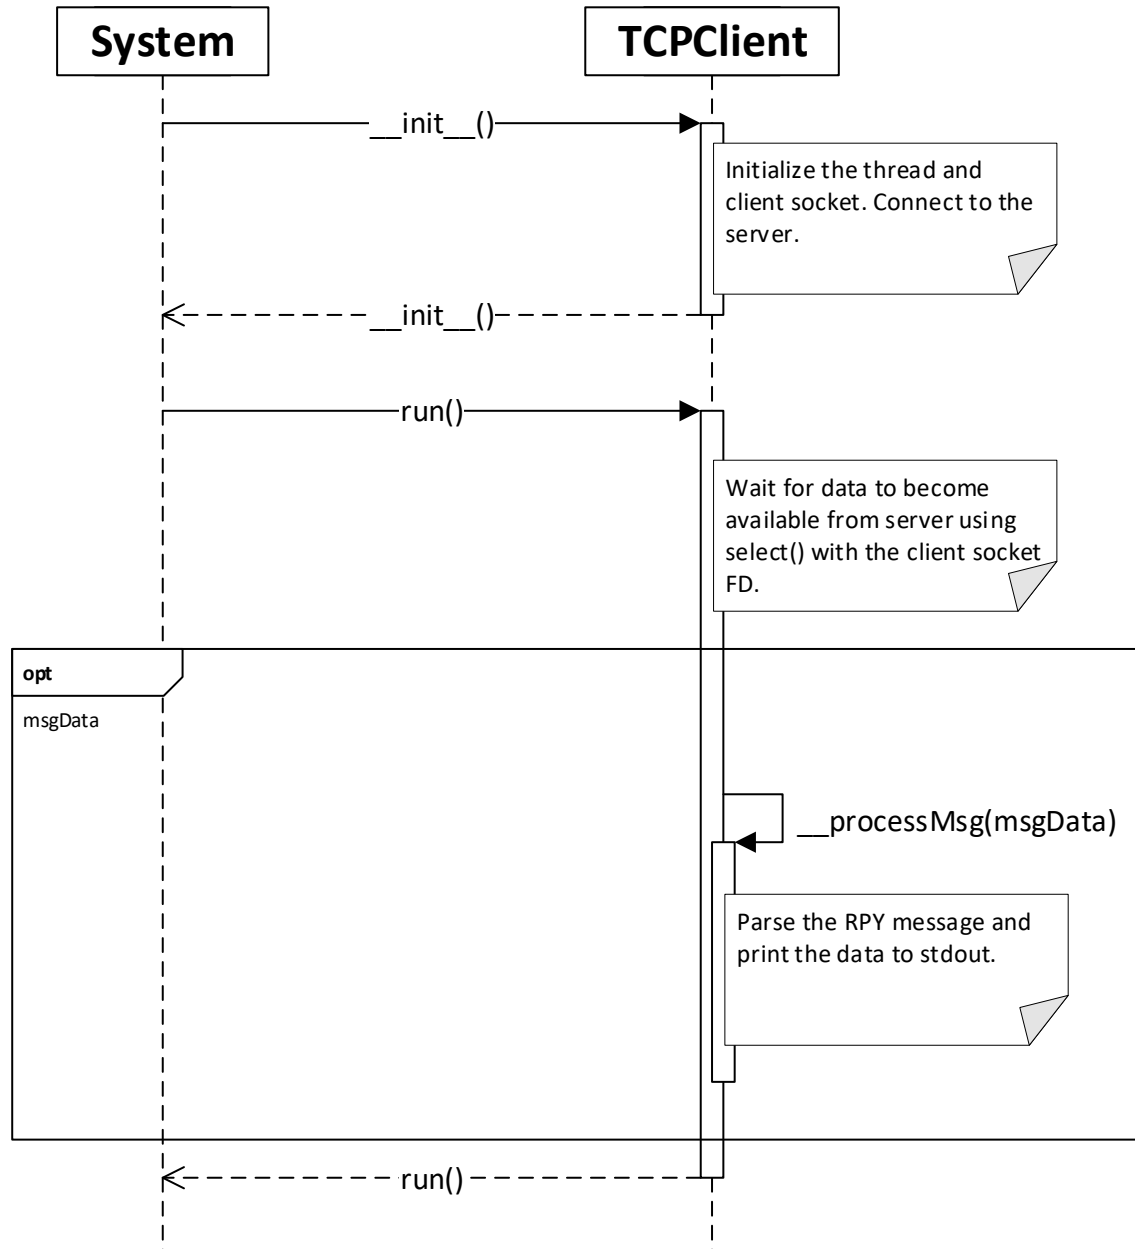 System
TCPClient
__init__()
Initialize the thread and
client socket. Connect to the
server.
__init__()
run()
Wait for data to become
available from server using
select() with the client socket
FD.
opt
msgData
__processMsg(msgData)
Parse the RPY message and
print the data to stdout.
run()